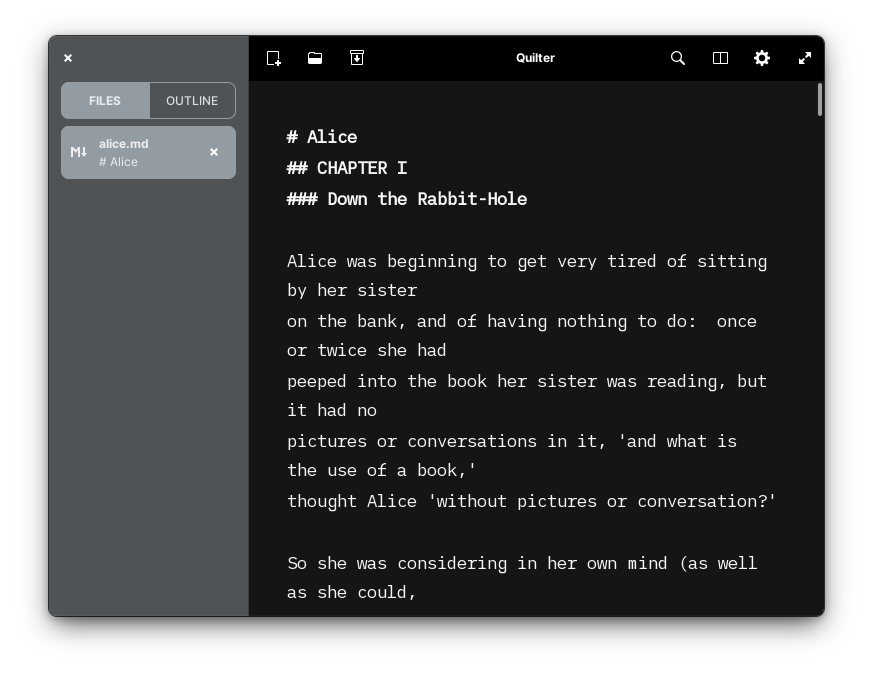 Quilter
FILES
OUTLINE
M↓
alice.md
# Alice
# Alice
## CHAPTER I
### Down the Rabbit-Hole
Alice was beginning to get very tired of sitting
by her sister
on the bank, and of having nothing to do:  once
or twice she had
peeped into the book her sister was reading, but
it had no
pictures or conversations in it, 'and what is
the use of a book,'
thought Alice 'without pictures or conversation?'
So she was considering in her own mind (as well
as she could,